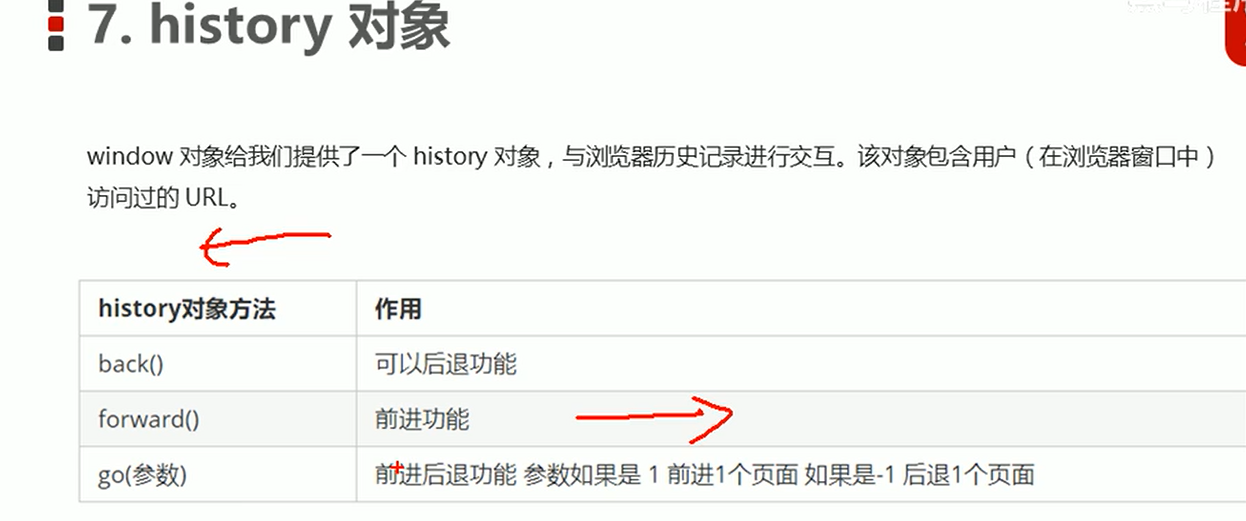 7. history 对象
window 对象给我们提供了一个 history 对象，与浏览器历史记录进行交互。该对象包含用户（在浏览器窗口中）
访问过的 URL。
history对象方法 作用
back() 可以后退功能
forward() 前进功能
go(参数) 前进后退功能 参数如果是 1 前进1个页面 如果是-1 后退1个页面